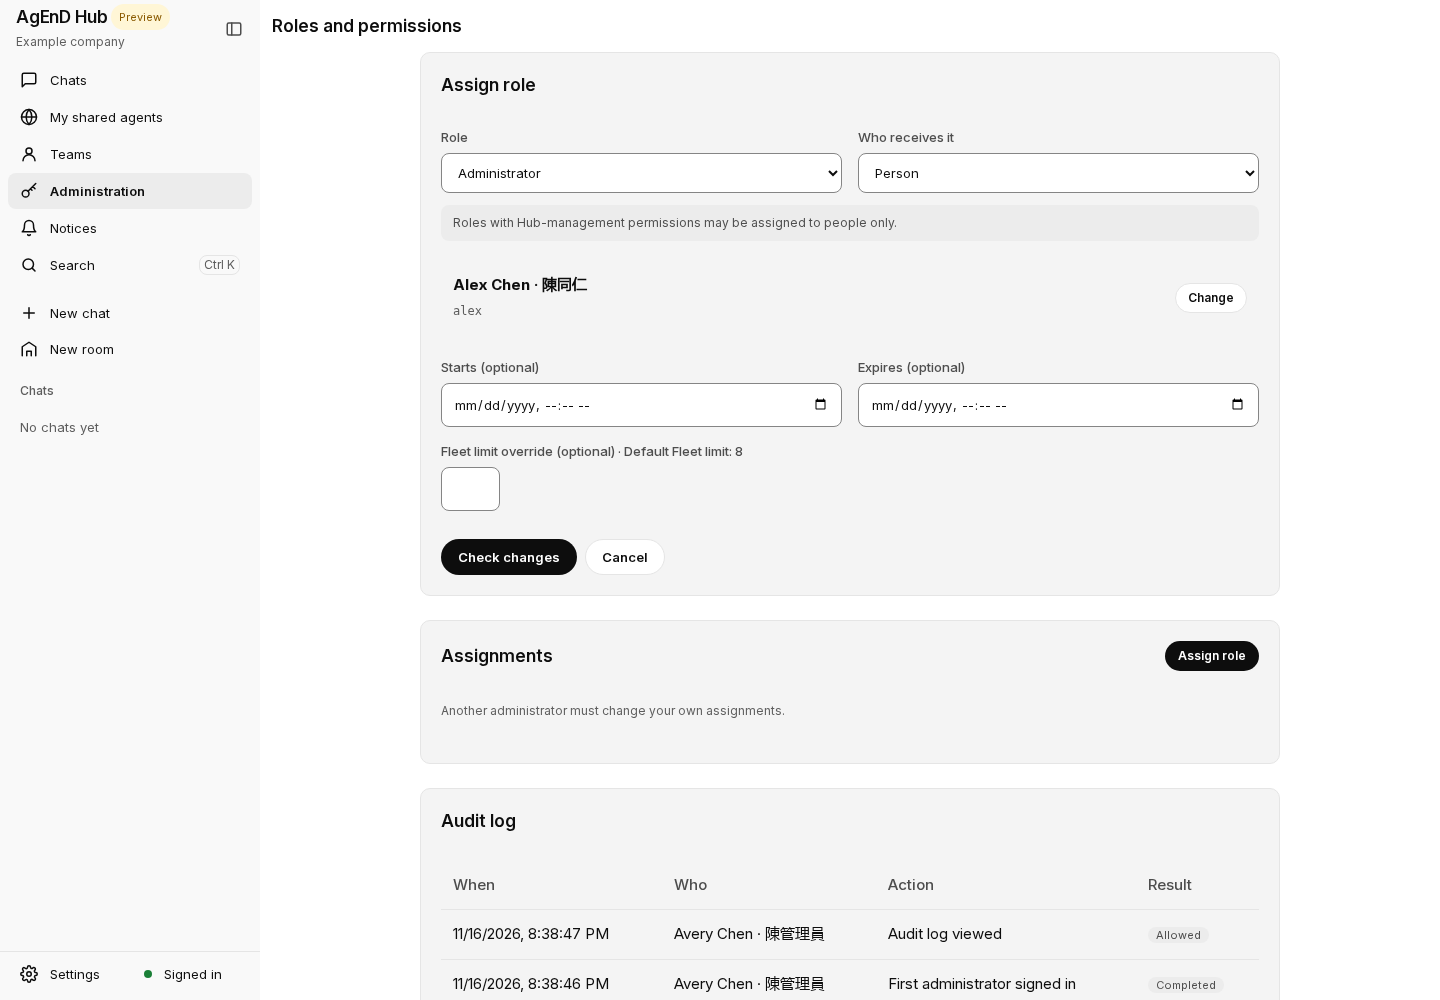 AgEnD Hub Preview
Example company
Chats
My shared agents
Teams
Administration
Notices
Search Ctrl K
New chat
New room
Chats
No chats yet
Settings Signed in
Roles and permissions
Assign role
Role Who receives it
Administrator Person
Roles with Hub-management permissions may be assigned to people only.
Alex Chen · 陳同仁
alex
Change
Starts (optional) Expires (optional)
mm/dd/yyyy, --:-- -- mm/dd/yyyy, --:-- --
Fleet limit override (optional) · Default Fleet limit: 8
Check changes Cancel
Assignments Assign role
Another administrator must change your own assignments.
Audit log
When Who Action Result
11/16/2026, 8:38:47 PM Avery Chen · 陳管理員 Audit log viewed Allowed
11/16/2026, 8:38:46 PM Avery Chen · 陳管理員 First administrator signed in Completed